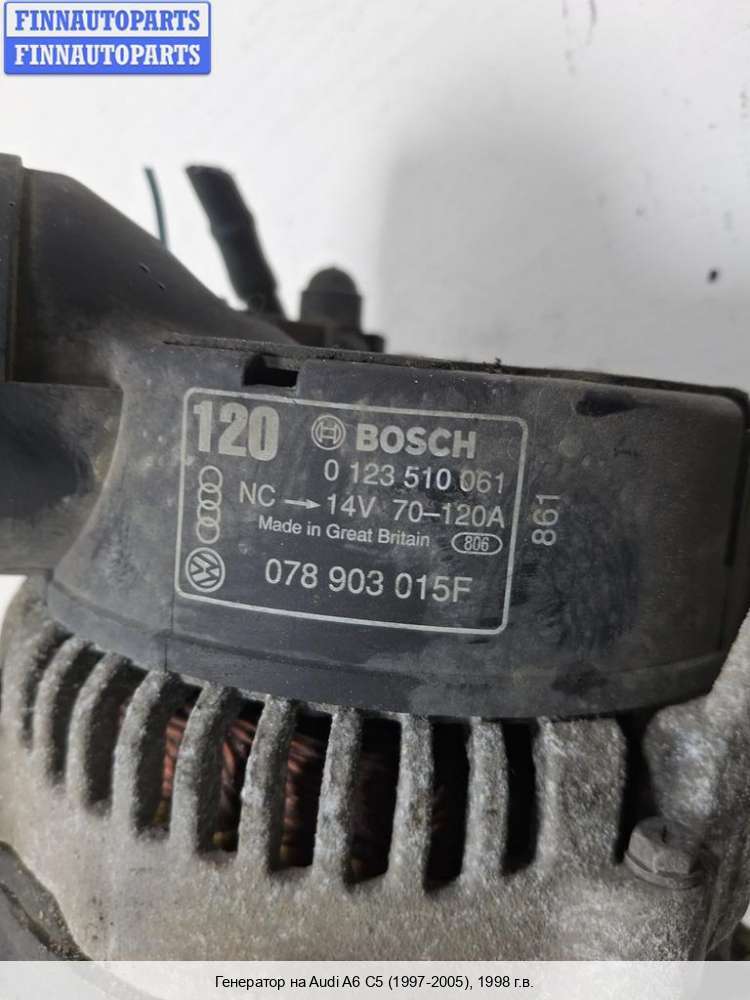 FINNAUTOPARTS
FINNAUTOPARTS
120 BOSCH
0 123 510 061
NC → 14V 70–120A
Made in Great Britain 806
078 903 015F
861
Генератор на Audi A6 C5 (1997-2005), 1998 г.в.